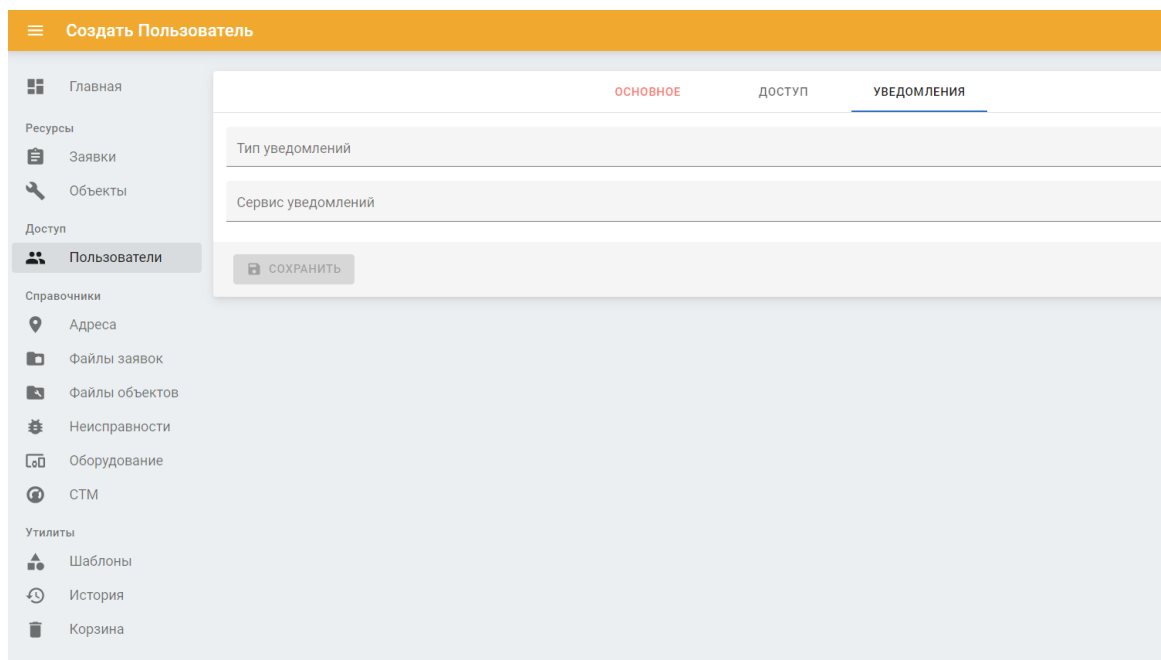 Создать Пользователь
Главная
Ресурсы
Заявки
Объекты
Доступ
Пользователи
Справочники
Адреса
Файлы заявок
Файлы объектов
Неисправности
Оборудование
СТМ
Утилиты
Шаблоны
История
Корзина
ОСНОВНОЕ ДОСТУП УВЕДОМЛЕНИЯ
Тип уведомлений
Сервис уведомлений
СОХРАНИТЬ